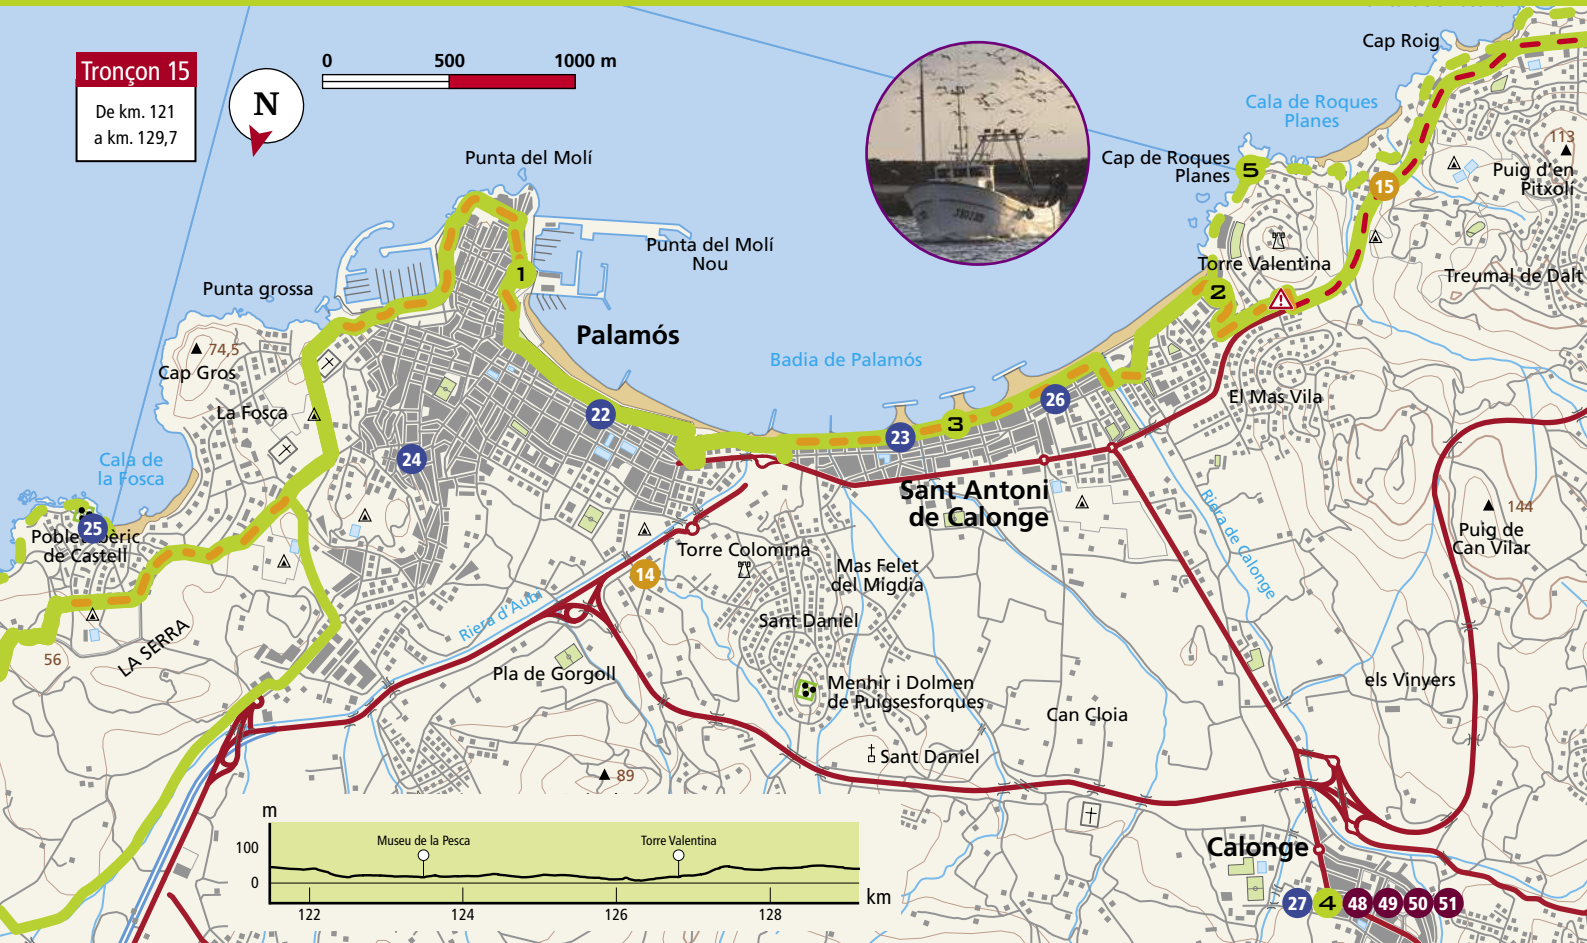 Tronçon 15
De km. 121
a km. 129,7
N
0 500 1000 m
Cap Roig
Cala de Roques
Planes
Cap de Roques
Planes
5
15
113
Puig d'en
Pitxolí
Punta del Molí
Punta del Molí
Nou
1
Torre Valentina
2
Treumal de Dalt
Punta grossa
Palamós
Badia de Palamós
74,5
Cap Gros
La Fosca
22
23
3
26
El Mas Vila
24
Cala de
la Fosca
25
Poblet Ibèric
de Castell
Sant Antoni
de Calonge
Riera de Calonge
144
Puig de
Can Vilar
Torre Colomina
14
Mas Felet
del Migdia
Riera d'Aubi
Sant Daniel
LA SERRA
56
Pla de Gorgoll
Menhir i Dolmen
de Puigsesforques
els Vinyers
Can Cloia
Sant Daniel
89
m
100
0
Museu de la Pesca
Torre Valentina
122 124 126 128
km
Calonge
27 4 48 49 50 51